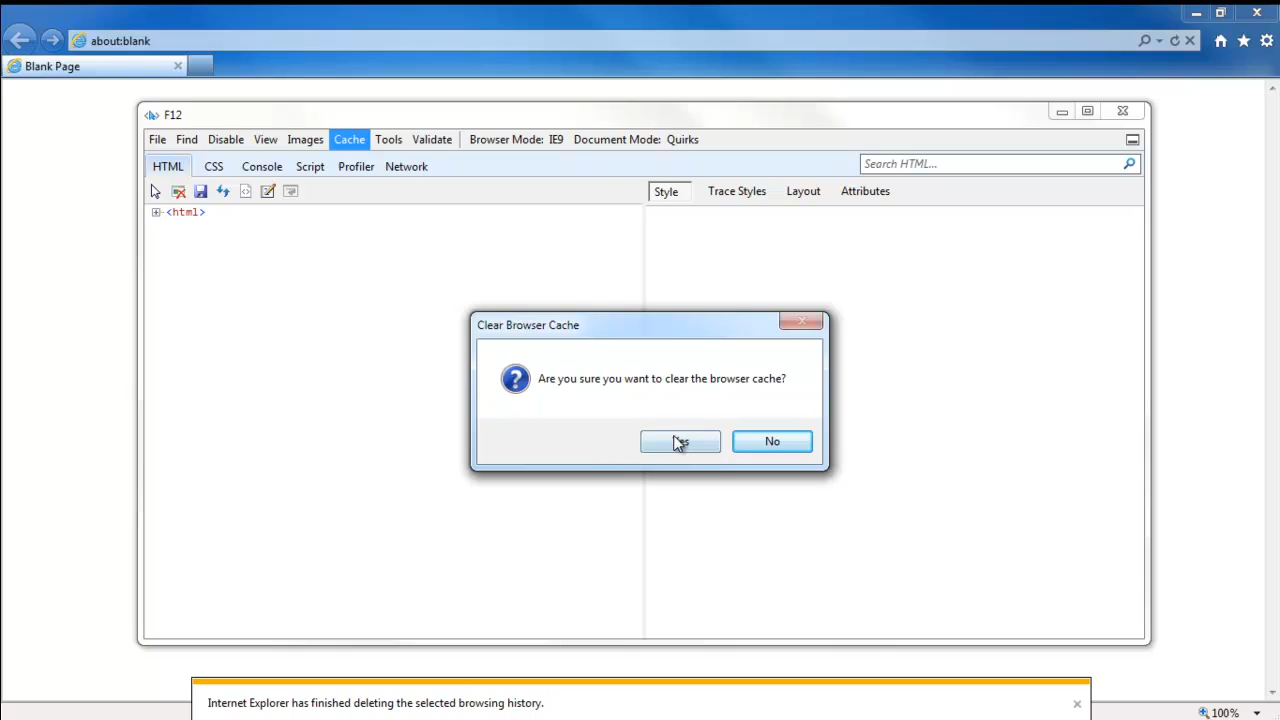 about:blank
Blank Page
F12
File Find Disable View Images Cache Tools Validate Browser Mode: IE9 Document Mode: Quirks
HTML CSS Console Script Profiler Network
Search HTML...
Style Trace Styles Layout Attributes
<html>
Clear Browser Cache
Are you sure you want to clear the browser cache?
No
Internet Explorer has finished deleting the selected browsing history.
100%